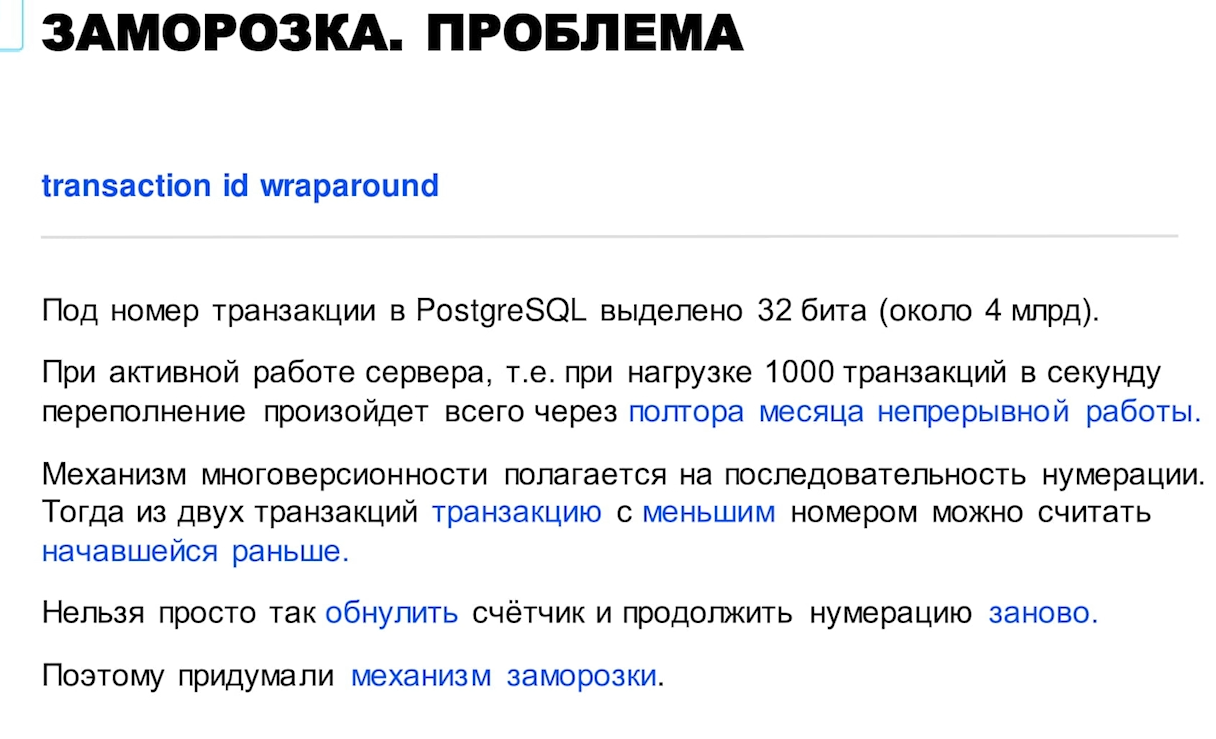 ЗАМОРОЗКА. ПРОБЛЕМА
transaction id wraparound
Под номер транзакции в PostgreSQL выделено 32 бита (около 4 млрд).
При активной работе сервера, т.е. при нагрузке 1000 транзакций в секунду
переполнение произойдет всего через полтора месяца непрерывной работы.
Механизм многоверсионности полагается на последовательность нумерации.
Тогда из двух транзакций транзакцию с меньшим номером можно считать
начавшейся раньше.
Нельзя просто так обнулить счётчик и продолжить нумерацию заново.
Поэтому придумали механизм заморозки.